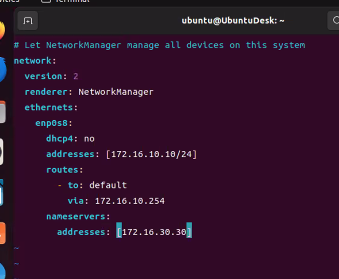 Terminal
ubuntu@UbuntuDesk: ~
# Let NetworkManager manage all devices on this system
network:
  version: 2
  renderer: NetworkManager
  ethernets:
    enp0s8:
      dhcp4: no
      addresses: [172.16.10.10/24]
      routes:
        - to: default
          via: 172.16.10.254
      nameservers:
        addresses: [172.16.30.30]
~
~